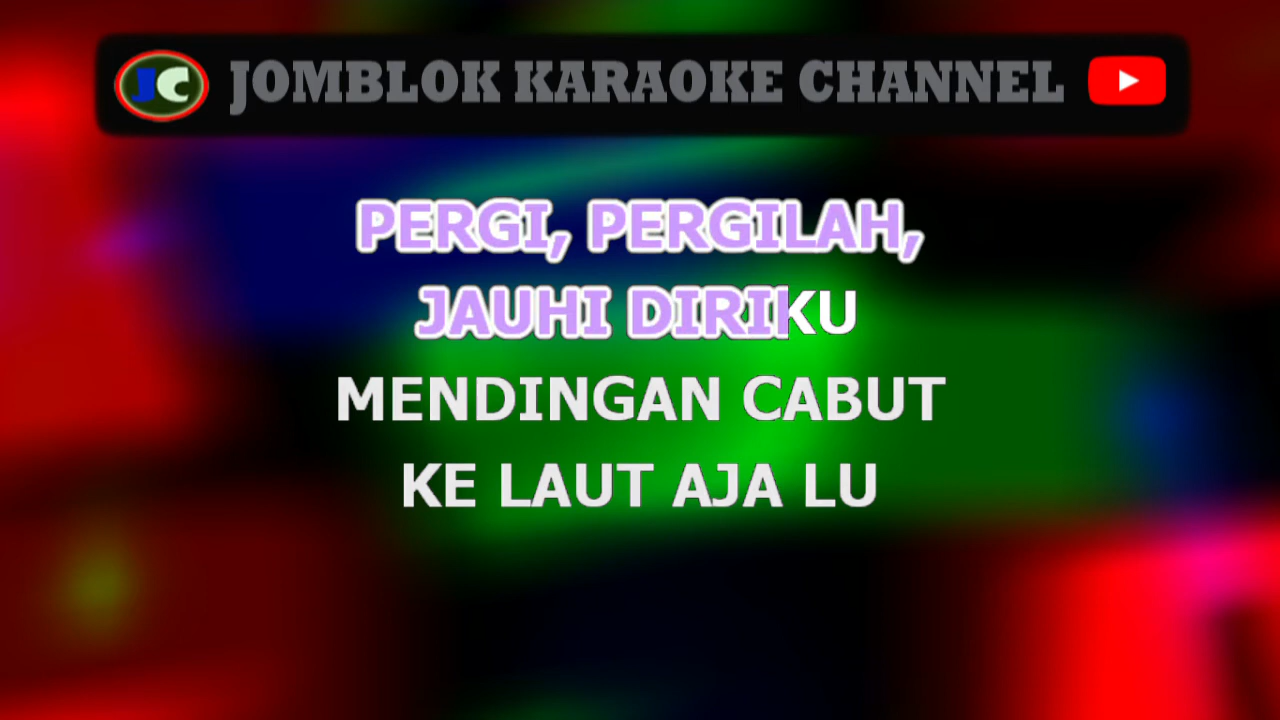 JC JOMBLOK KARAOKE CHANNEL
PERGI, PERGILAH,
JAUHI DIRIKU
MENDINGAN CABUT
KE LAUT AJA LU